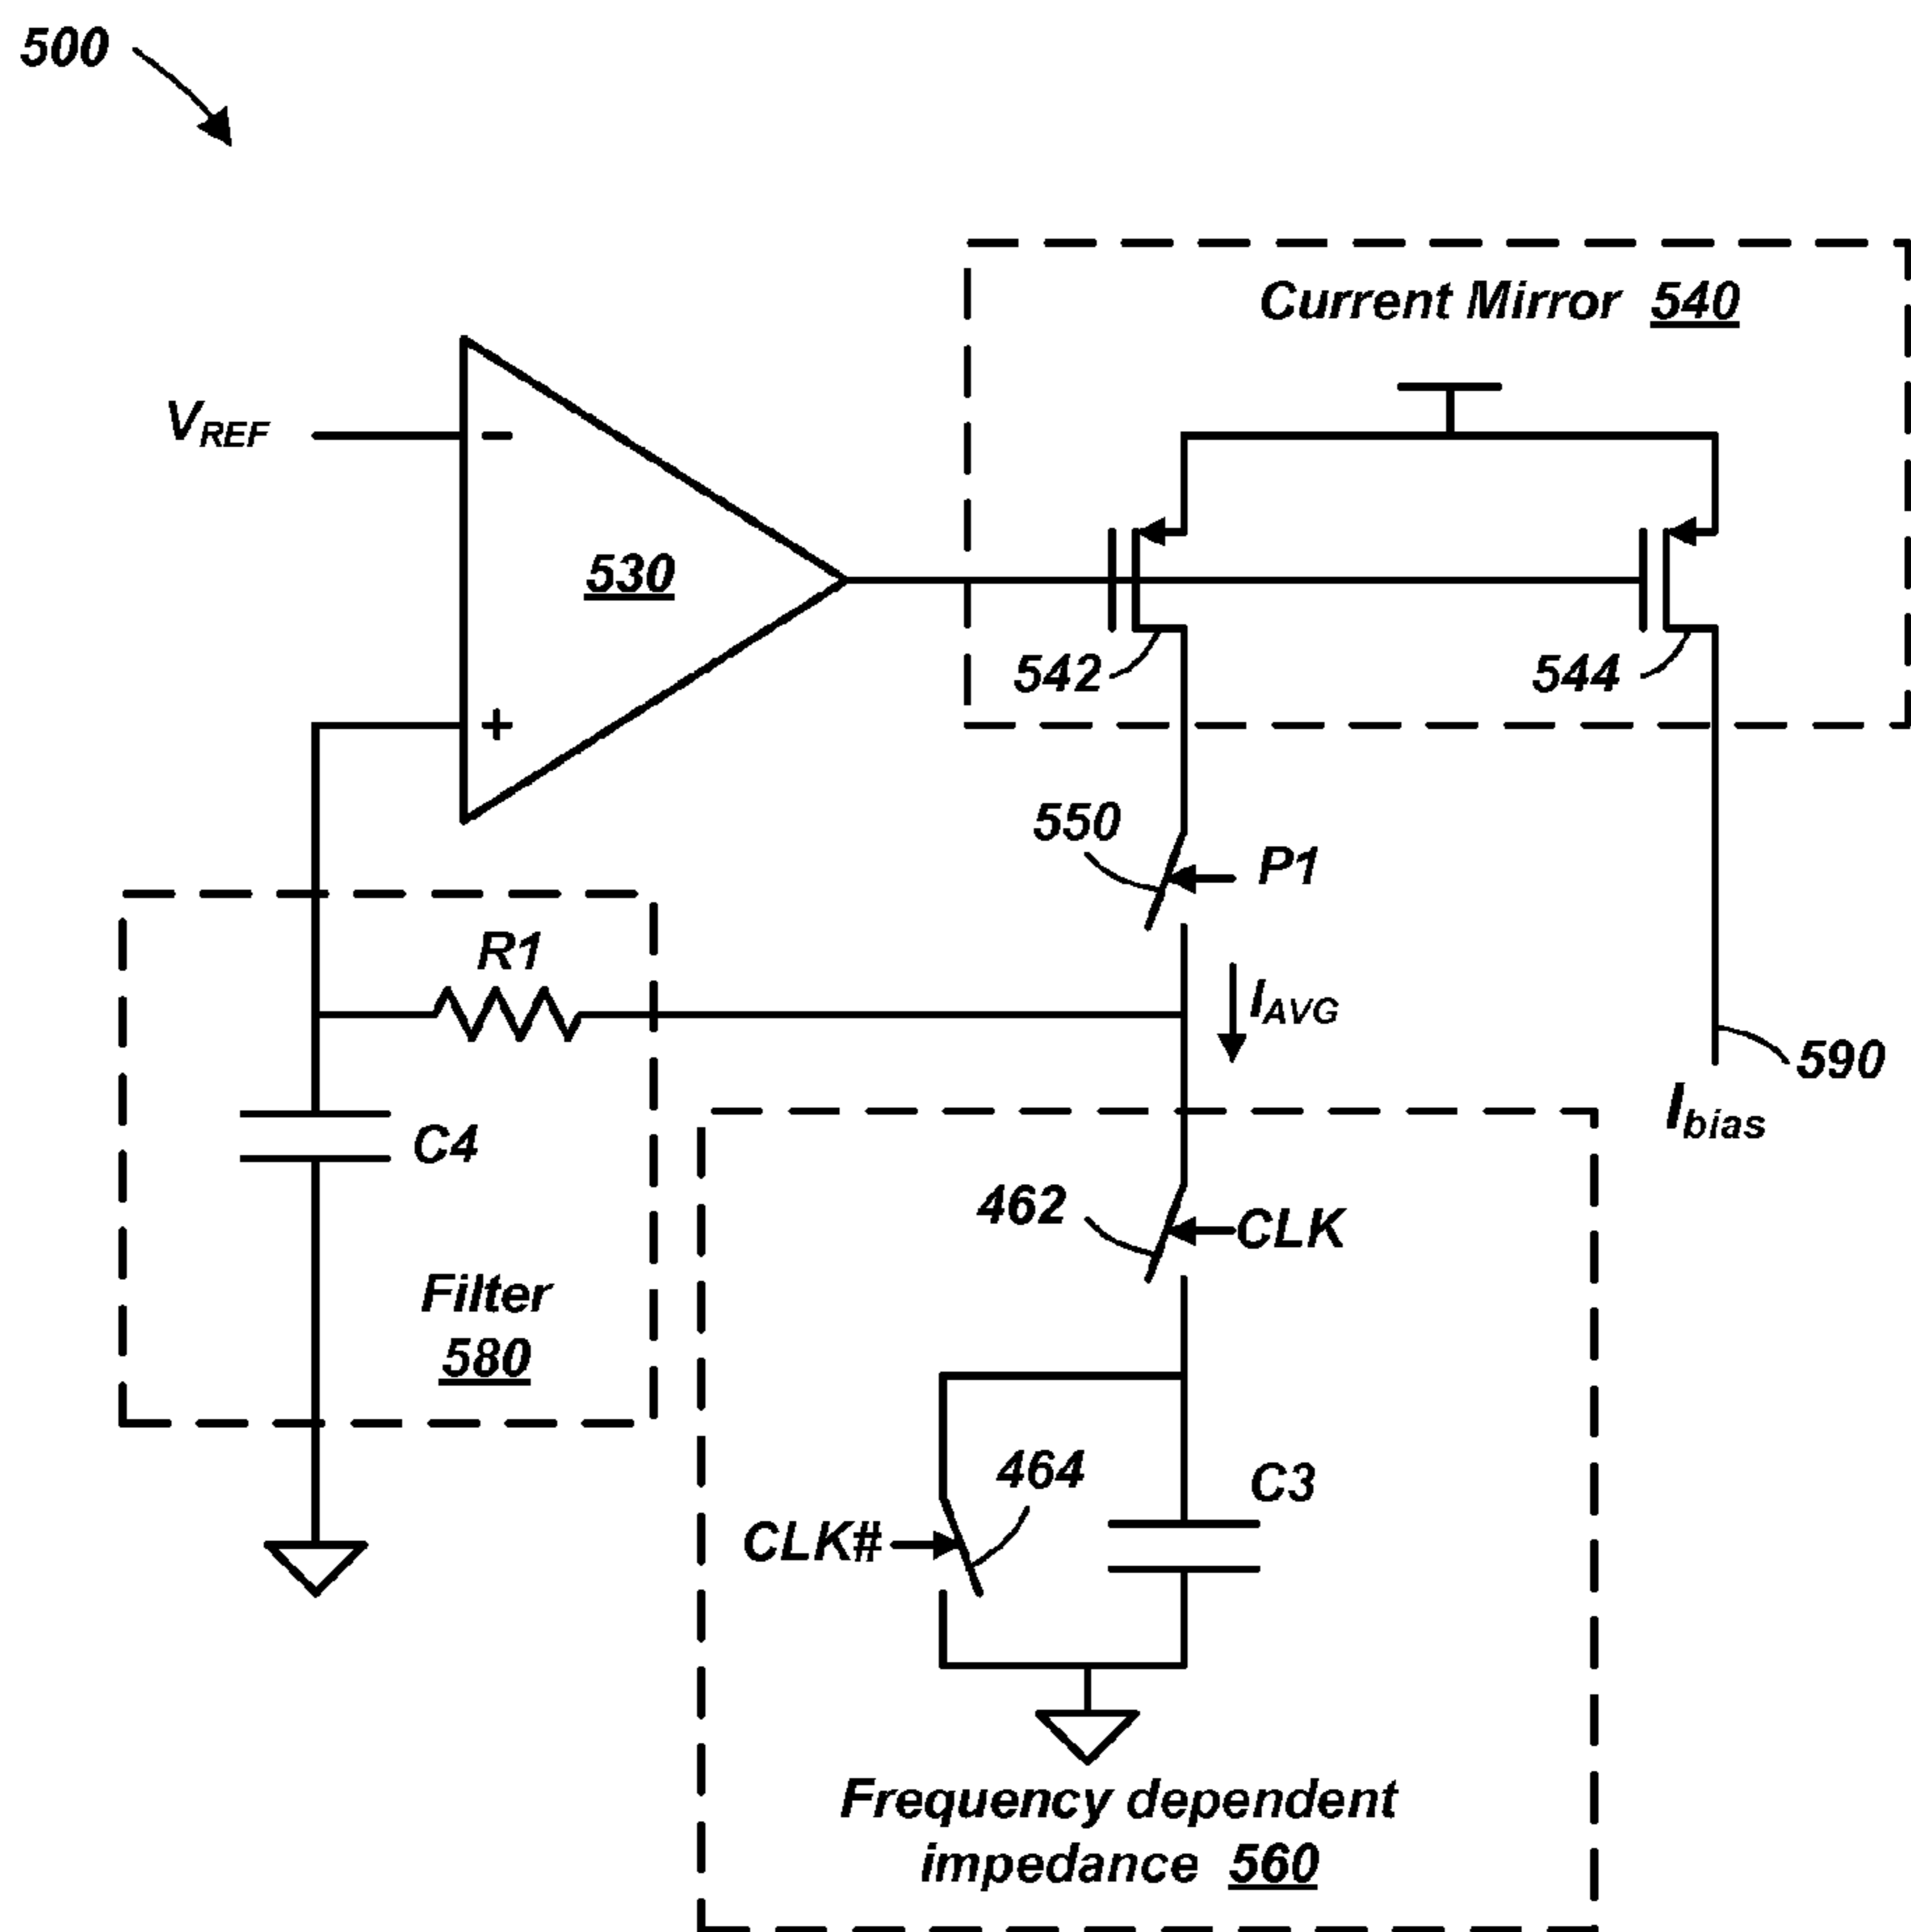 500
Current Mirror 540
VREF
-
530
+
542
544
550
P1
R1
IAVG
590
Ibias
C4
462
CLK
Filter
580
464
C3
CLK#
Frequency dependent
impedance 560